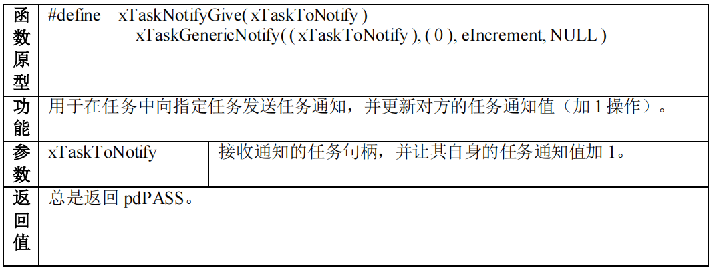 函数原型
#define xTaskNotifyGive( xTaskToNotify )
xTaskGenericNotify( ( xTaskToNotify ), ( 0 ), eIncrement, NULL )
功能
用于在任务中向指定任务发送任务通知，并更新对方的任务通知值（加 1 操作）。
参数
xTaskToNotify
接收通知的任务句柄，并让其自身的任务通知值加 1。
返回值
总是返回 pdPASS。